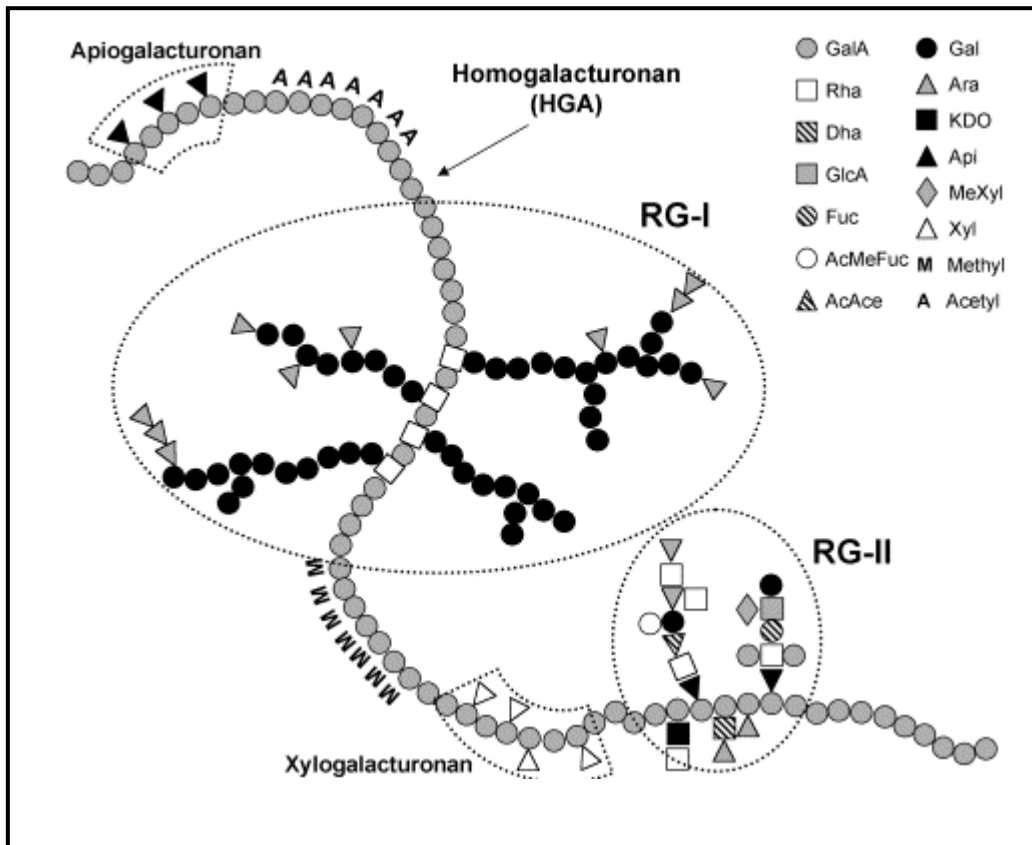 Apiogalacturonan
A A A A A A A
Homogalacturonan
(HGA)
GalA
Rha
Dha
GlcA
Fuc
AcMeFuc
AcAce
Gal
Ara
KDO
Api
MeXyl
Xyl
M Methyl
A Acetyl
RG-I
RG-II
M M M M M M M M
Xylogalacturonan